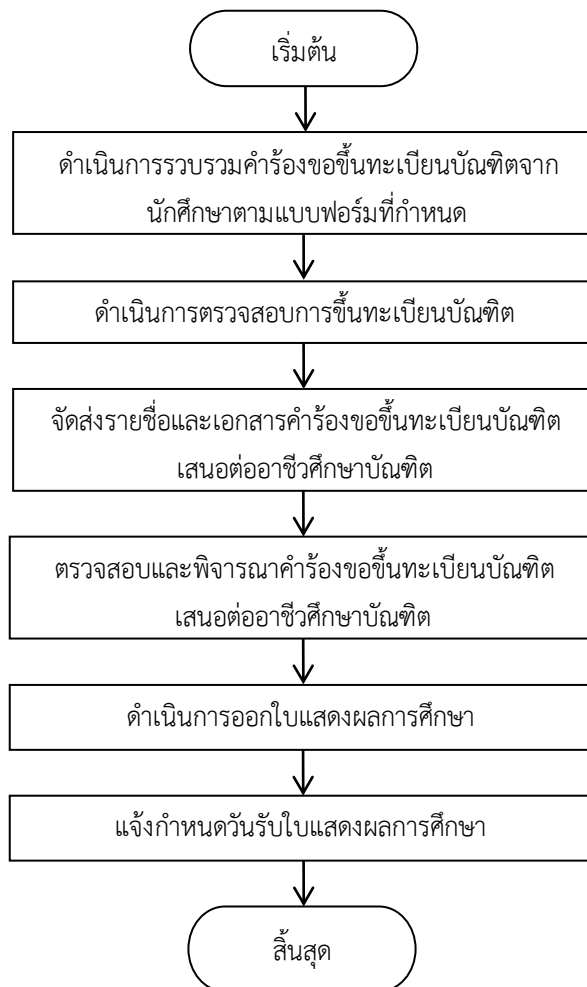 เริ่มต้น
ดำเนินการรวบรวมคำร้องขอขึ้นทะเบียนบัณฑิตจาก
นักศึกษาตามแบบฟอร์มที่กำหนด
ดำเนินการตรวจสอบการขึ้นทะเบียนบัณฑิต
จัดส่งรายชื่อและเอกสารคำร้องขอขึ้นทะเบียนบัณฑิต
เสนอต่ออาชีวศึกษาบัณฑิต
ตรวจสอบและพิจารณาคำร้องขอขึ้นทะเบียนบัณฑิต
เสนอต่ออาชีวศึกษาบัณฑิต
ดำเนินการออกใบแสดงผลการศึกษา
แจ้งกำหนดวันรับใบแสดงผลการศึกษา
สิ้นสุด